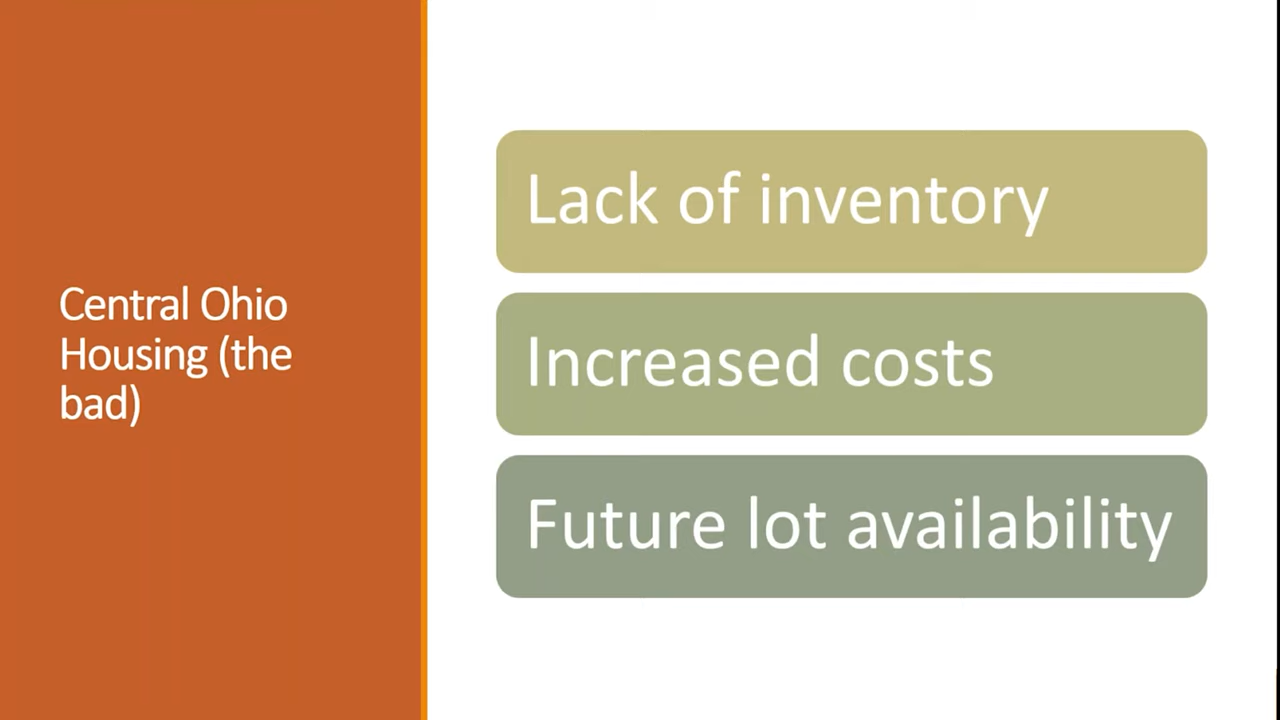 Central Ohio
Housing (the
bad)
Lack of inventory
Increased costs
Future lot availability